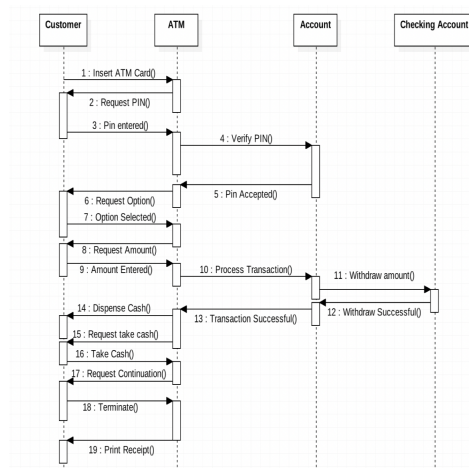 Customer
ATM
Account
Checking Account
1 : Insert ATM Card()
2 : Request PIN()
3 : Pin entered()
4 : Verify PIN()
5 : Pin Accepted()
6 : Request Option()
7 : Option Selected()
8 : Request Amount()
9 : Amount Entered()
10 : Process Transaction()
11 : Withdraw amount()
12 : Withdraw Successful()
13 : Transaction Successful()
14 : Dispense Cash()
15 : Request take cash()
16 : Take Cash()
17 : Request Continuation()
18 : Terminate()
19 : Print Receipt()